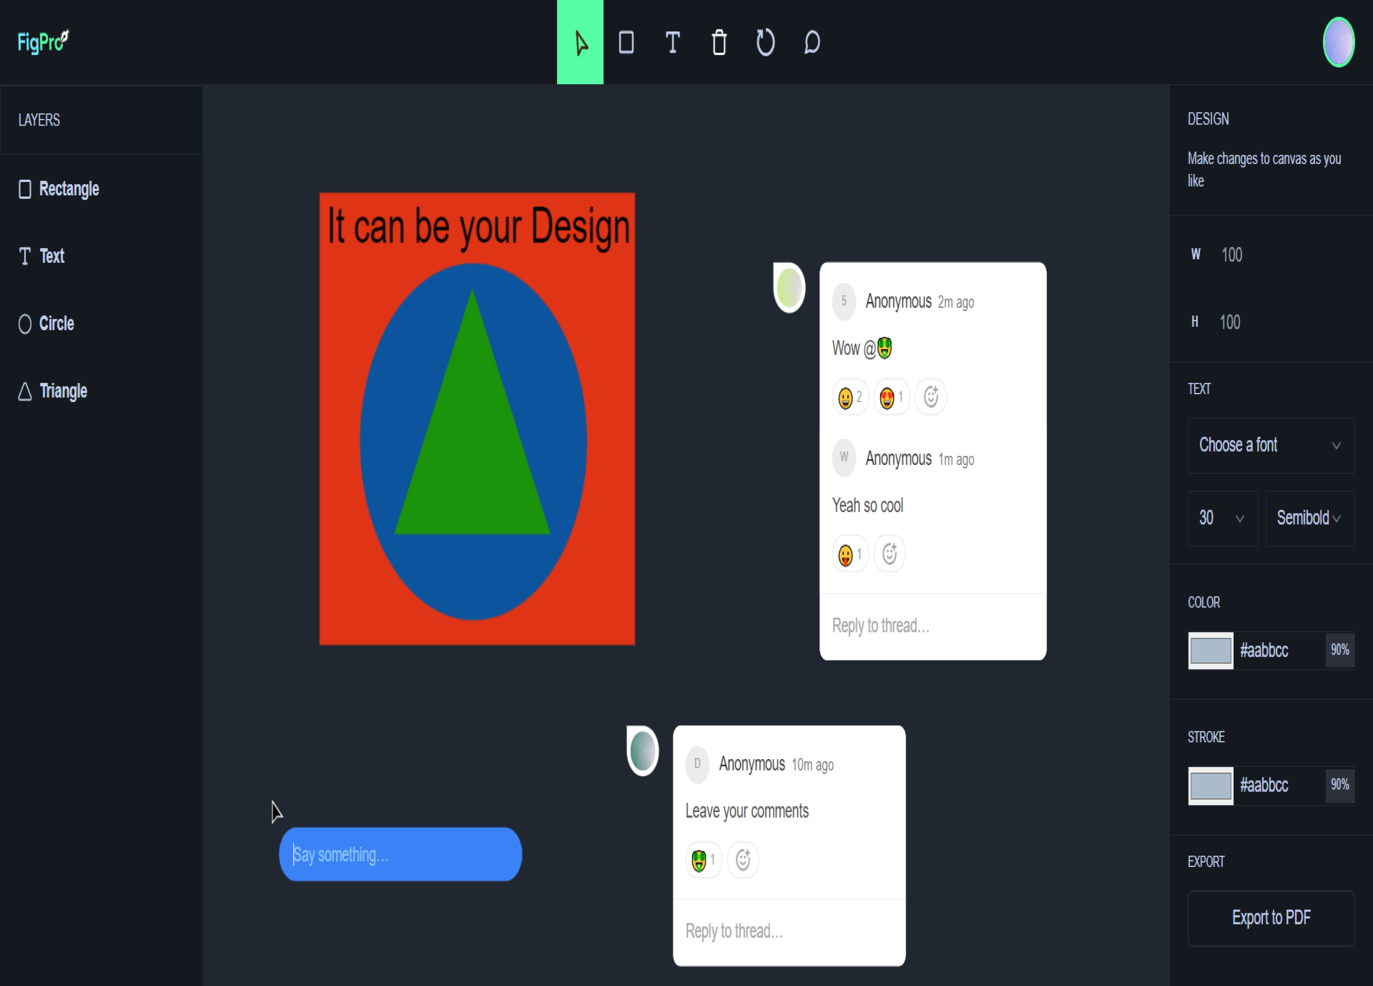 FigPro
LAYERS
Rectangle
Text
Circle
Triangle
It can be your Design
5 Anonymous 2m ago
Wow @🤑
😀 2 😍 1
W Anonymous 1m ago
Yeah so cool
😛 1
Reply to thread…
D Anonymous 10m ago
Leave your comments
🤑 1
Reply to thread…
Say something…
DESIGN
Make changes to canvas as you
like
W 100
H 100
TEXT
Choose a font
30 Semibold
COLOR
#aabbcc 90%
STROKE
#aabbcc 90%
EXPORT
Export to PDF